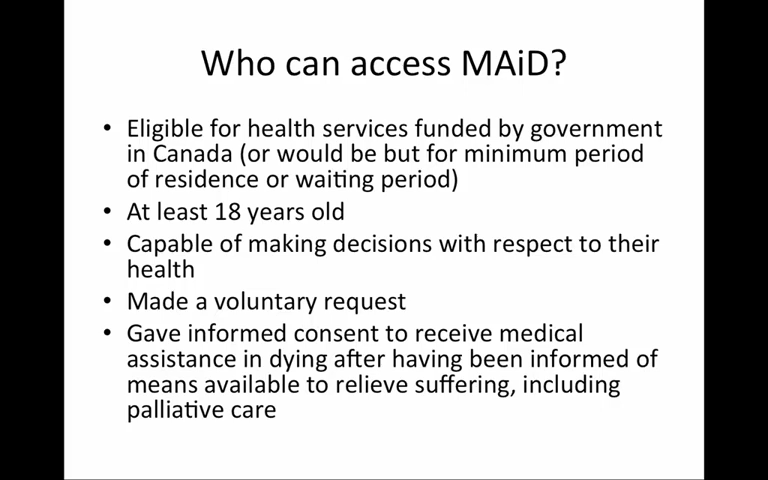 Who can access MAiD?
• Eligible for health services funded by government
in Canada (or would be but for minimum period
of residence or waiting period)
• At least 18 years old
• Capable of making decisions with respect to their
health
• Made a voluntary request
• Gave informed consent to receive medical
assistance in dying after having been informed of
means available to relieve suffering, including
palliative care